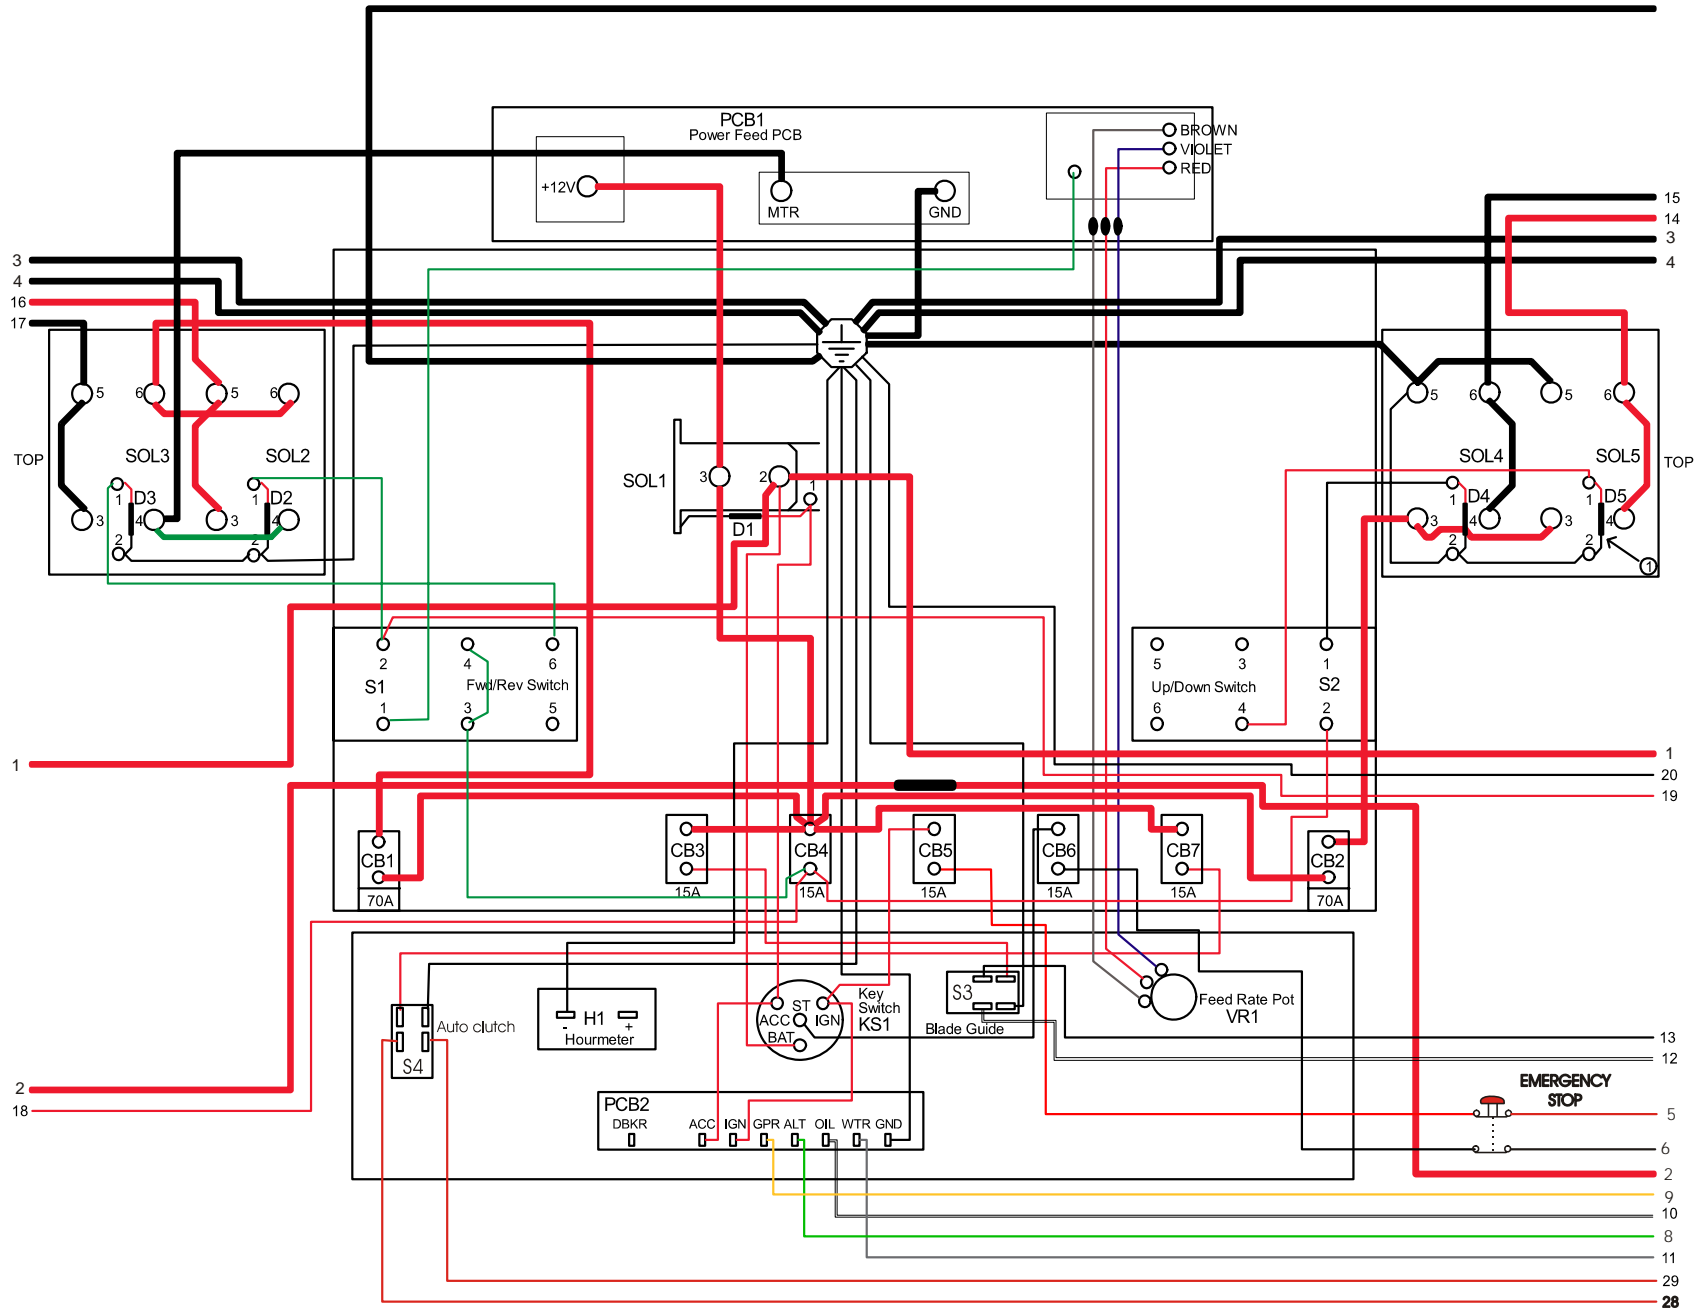 PCB1
Power Feed PCB
BROWN
VIOLET
RED
+12V
MTR
GND
15
14
3
4
3
4
16
17
5
6
5
6
5
6
5
6
TOP
SOL3
SOL2
SOL1
3
2
1
D1
SOL4
SOL5
TOP
1
D3
1
D2
3
4
3
4
2
2
1
D4
1
D5
3
4
3
4
2
2
1
2
4
6
S1
Fwd/Rev Switch
1
3
5
5
3
1
Up/Down Switch
S2
6
4
2
1
1
20
19
CB1
70A
CB3
15A
CB4
15A
CB5
15A
CB6
15A
CB7
15A
CB2
70A
Auto clutch
S4
H1
-
+
Hourmeter
ST
ACC
IGN
BAT
Key
Switch
KS1
S3
Blade Guide
Feed Rate Pot
VR1
13
12
2
18
EMERGENCY
STOP
PCB2
DBKR
ACC
IGN
GPR
ALT
OIL
WTR
GND
5
6
2
9
10
8
11
29
28